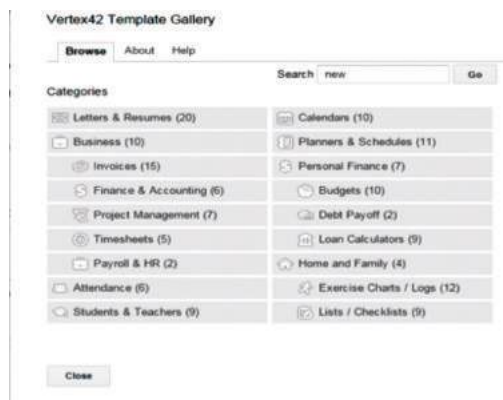 Vertex42 Template Gallery
Browse About Help
Search new Go
Categories
Letters & Resumes (20)
Business (10)
Invoices (15)
Finance & Accounting (6)
Project Management (7)
Timesheets (5)
Payroll & HR (2)
Attendance (6)
Students & Teachers (9)
Calendars (10)
Planners & Schedules (11)
Personal Finance (7)
Budgets (10)
Debt Payoff (2)
Loan Calculators (9)
Home and Family (4)
Exercise Charts / Logs (12)
Lists / Checklists (9)
Close